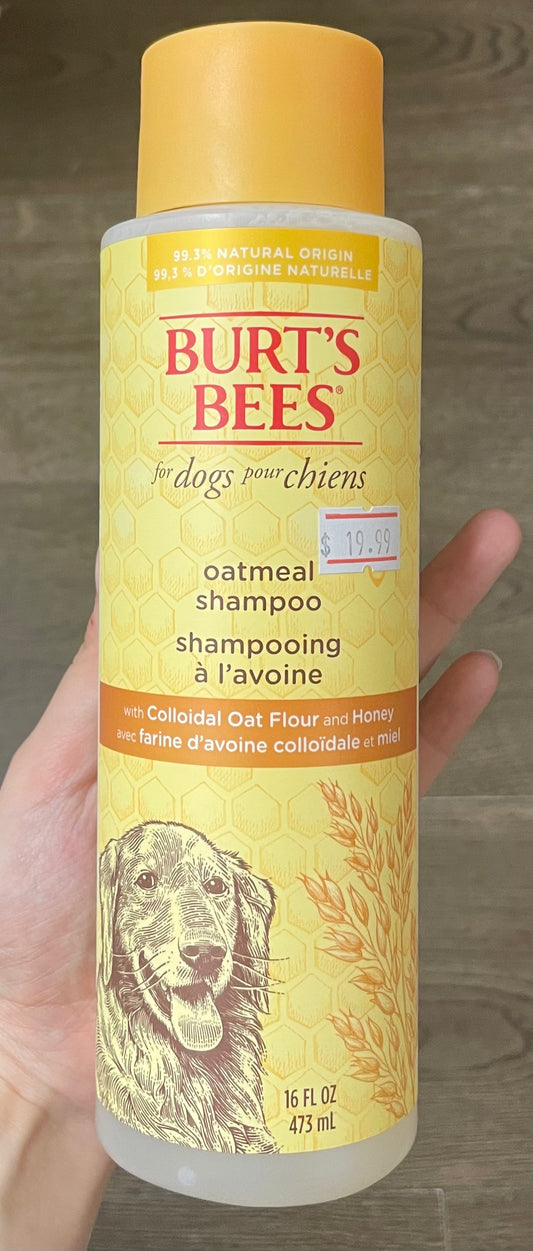 99.3% NATURAL ORIGIN
99,3 % D'ORIGINE NATURELLE
BURT'S
BEES®
for dogs pour chiens
$ 19.99
oatmeal
shampoo
shampooing
à l'avoine
with Colloidal Oat Flour and Honey
avec farine d'avoine colloïdale et miel
16 FL OZ
473 mL